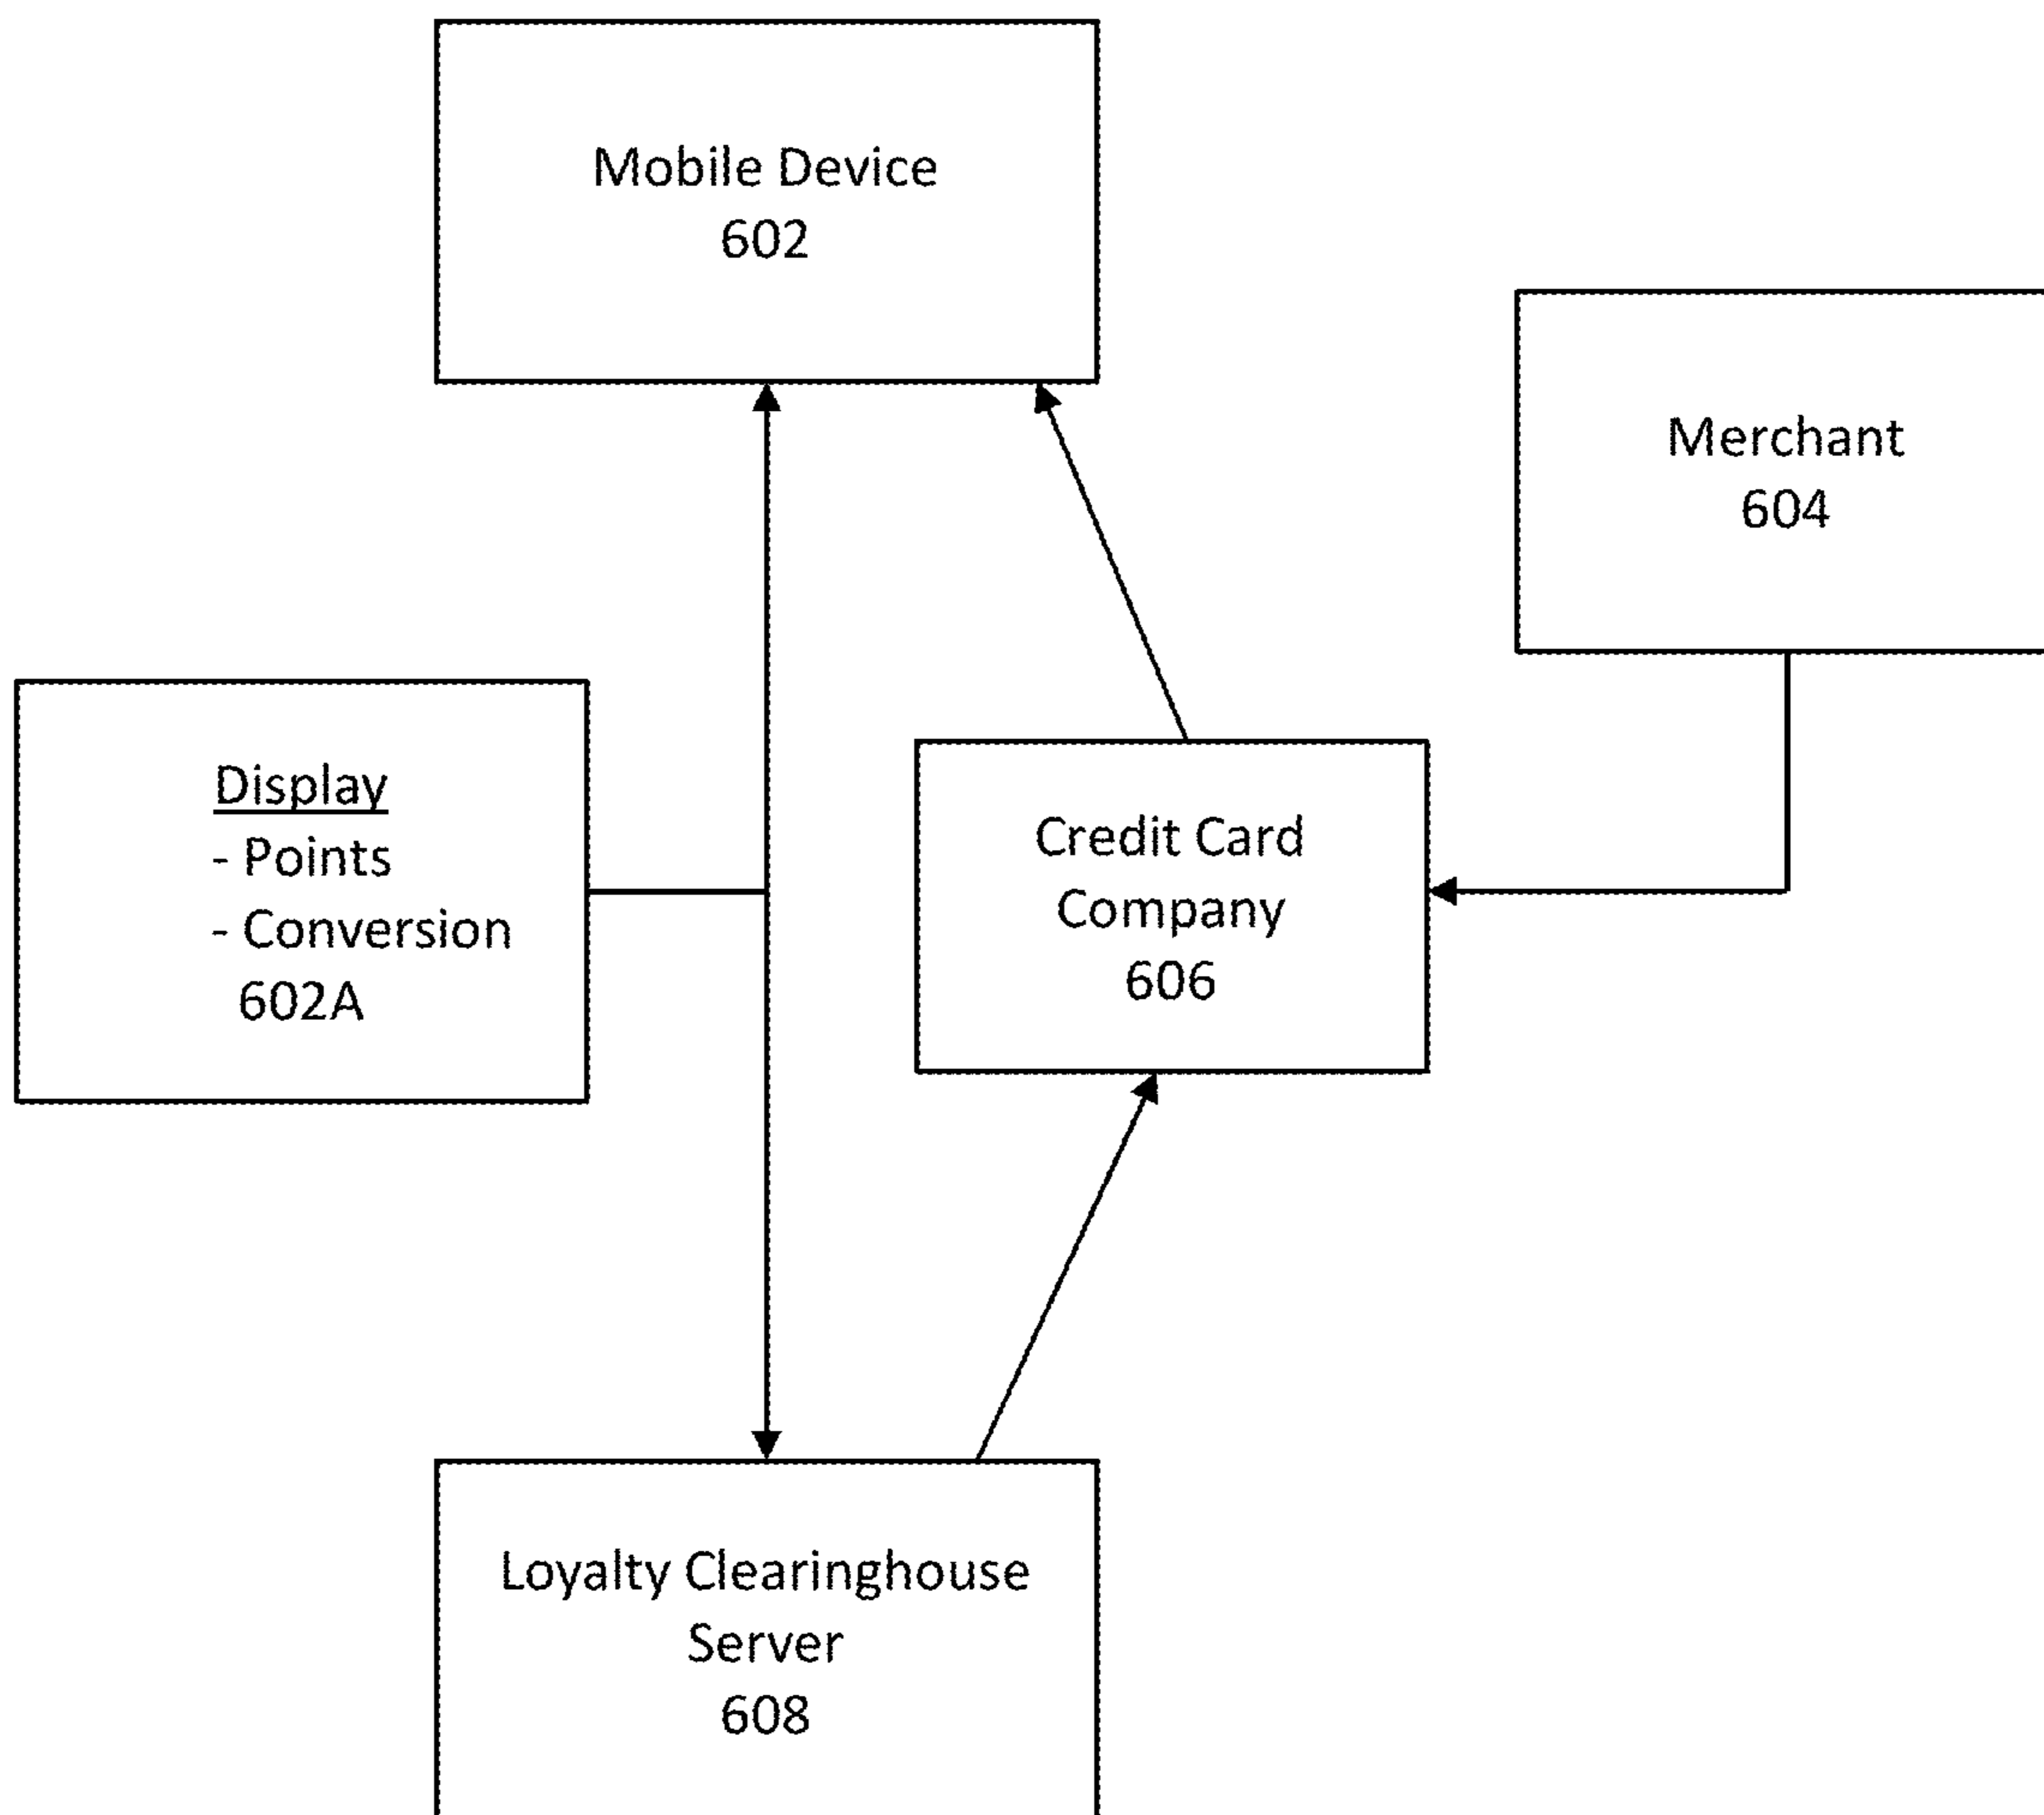 Mobile Device
602
Merchant
604
Display
- Points
- Conversion
602A
Credit Card
Company
606
Loyalty Clearinghouse
Server
608